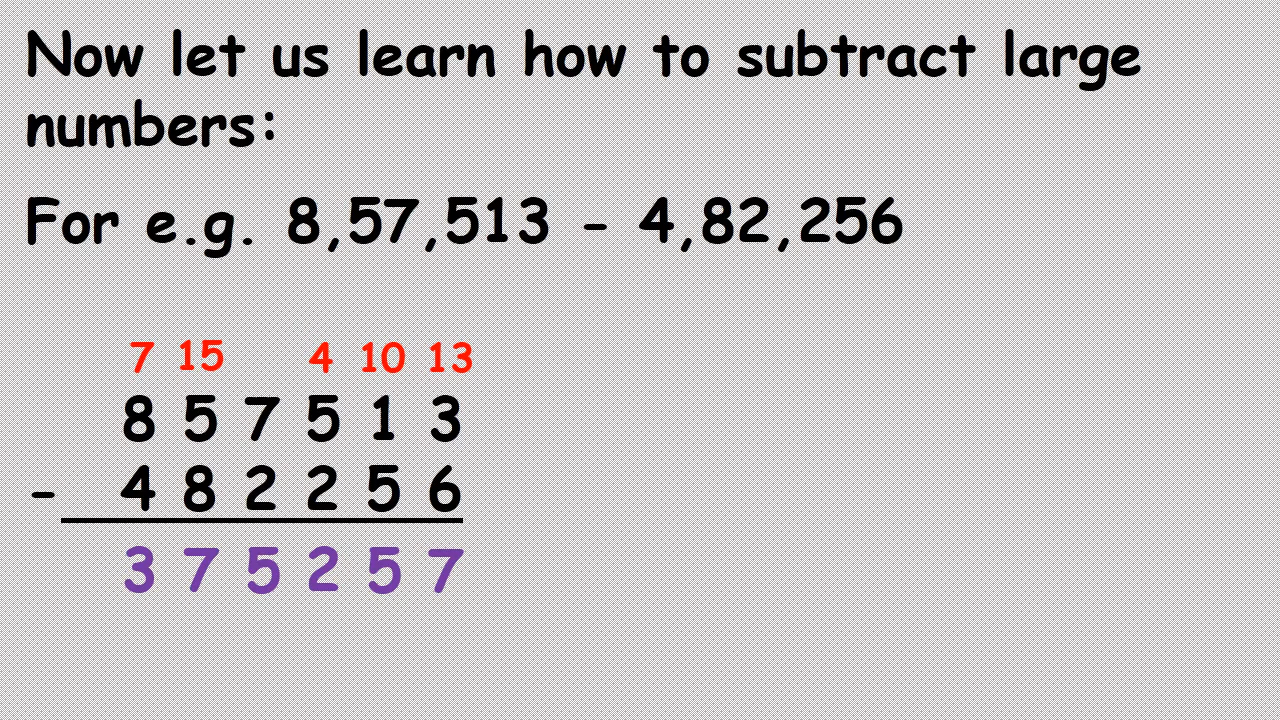 Now let us learn how to subtract large
numbers:
For e.g. 8,57,513 - 4,82,256
7 15 4 10 13
8 5 7 5 1 3
- 4 8 2 2 5 6
3 7 5 2 5 7